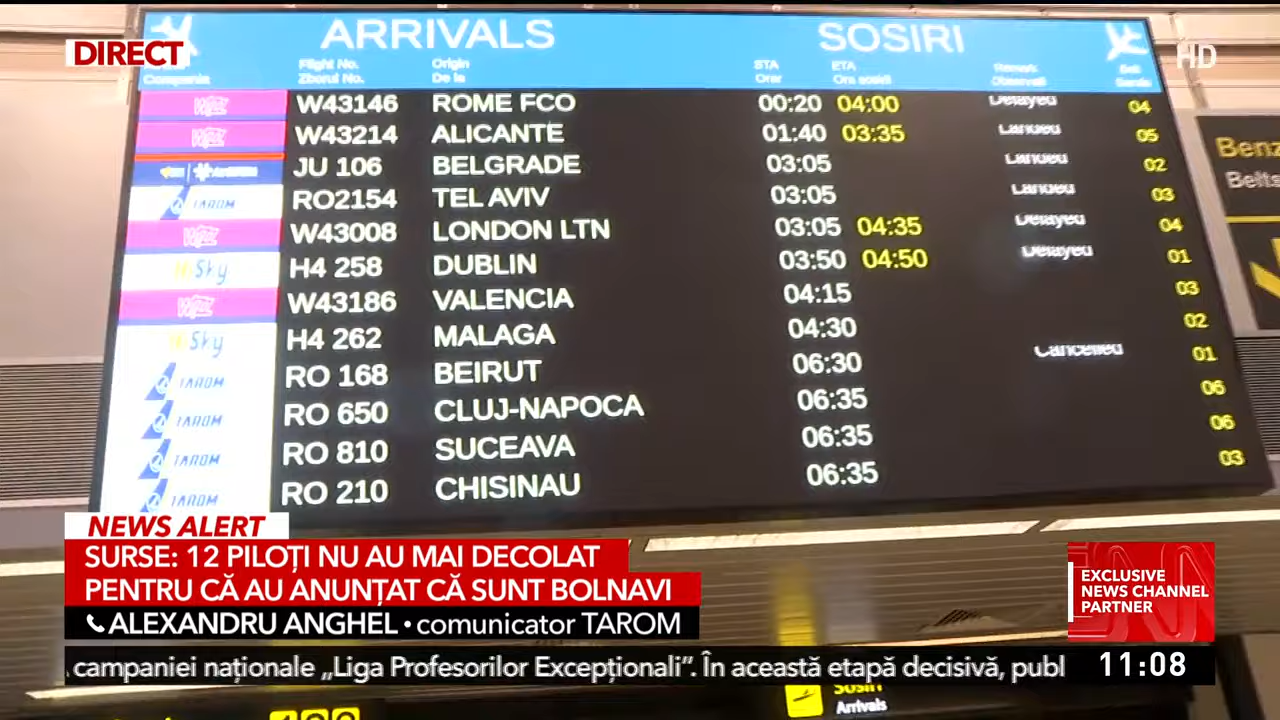 DIRECT
ARRIVALS SOSIRI
HD
Flight No. Origin STA ETA
Compania Zborul No. De la Orar Ora sosirii
W43146 ROME FCO 00:20 04:00 Delayed 04
W43214 ALICANTE 01:40 03:35 Landed 05
JU 106 BELGRADE 03:05 Landed 02
TAROM RO2154 TEL AVIV 03:05 Landed 03
W43008 LONDON LTN 03:05 04:35 Delayed 04
Sky H4 258 DUBLIN 03:50 04:50 Delayed 01
W43186 VALENCIA 04:15 03
Sky H4 262 MALAGA 04:30 02
TAROM RO 168 BEIRUT 06:30 Cancelled 01
TAROM RO 650 CLUJ-NAPOCA 06:35 06
TAROM RO 810 SUCEAVA 06:35 06
TAROM RO 210 CHISINAU 06:35 03
Benz
Belts
NEWS ALERT
SURSE: 12 PILOȚI NU AU MAI DECOLAT
PENTRU CĂ AU ANUNȚAT CĂ SUNT BOLNAVI
ALEXANDRU ANGHEL • comunicator TAROM
EXCLUSIVE
NEWS CHANNEL
PARTNER
campaniei naționale „Liga Profesorilor Excepționali”. În această etapă decisivă, publ 11:08
Sosiri
Arrivals